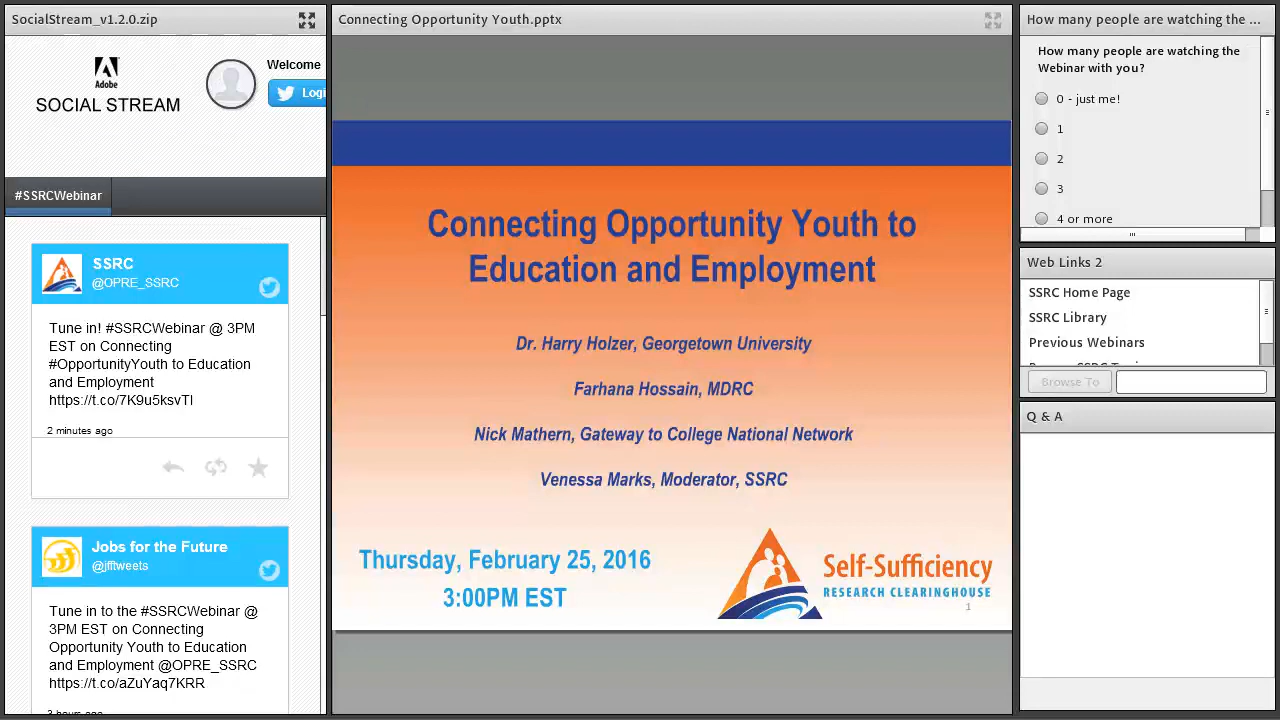 SocialStream_v1.2.0.zip
Adobe
SOCIAL STREAM
Welcome
Logi
#SSRCWebinar
SSRC
@OPRE_SSRC
Tune in! #SSRCWebinar @ 3PM
EST on Connecting
#OpportunityYouth to Education
and Employment
https://t.co/7K9u5ksvTl
2 minutes ago
Jobs for the Future
@jfftweets
Tune in to the #SSRCWebinar @
3PM EST on Connecting
Opportunity Youth to Education
and Employment @OPRE_SSRC
https://t.co/aZuYaq7KRR
3 hours ago
Connecting Opportunity Youth.pptx
Connecting Opportunity Youth to
Education and Employment
Dr. Harry Holzer, Georgetown University
Farhana Hossain, MDRC
Nick Mathern, Gateway to College National Network
Venessa Marks, Moderator, SSRC
Thursday, February 25, 2016
3:00PM EST
Self-Sufficiency
RESEARCH CLEARINGHOUSE
1
How many people are watching the ...
How many people are watching the
Webinar with you?
0 - just me!
1
2
3
4 or more
Web Links 2
SSRC Home Page
SSRC Library
Previous Webinars
Browse To
Q & A